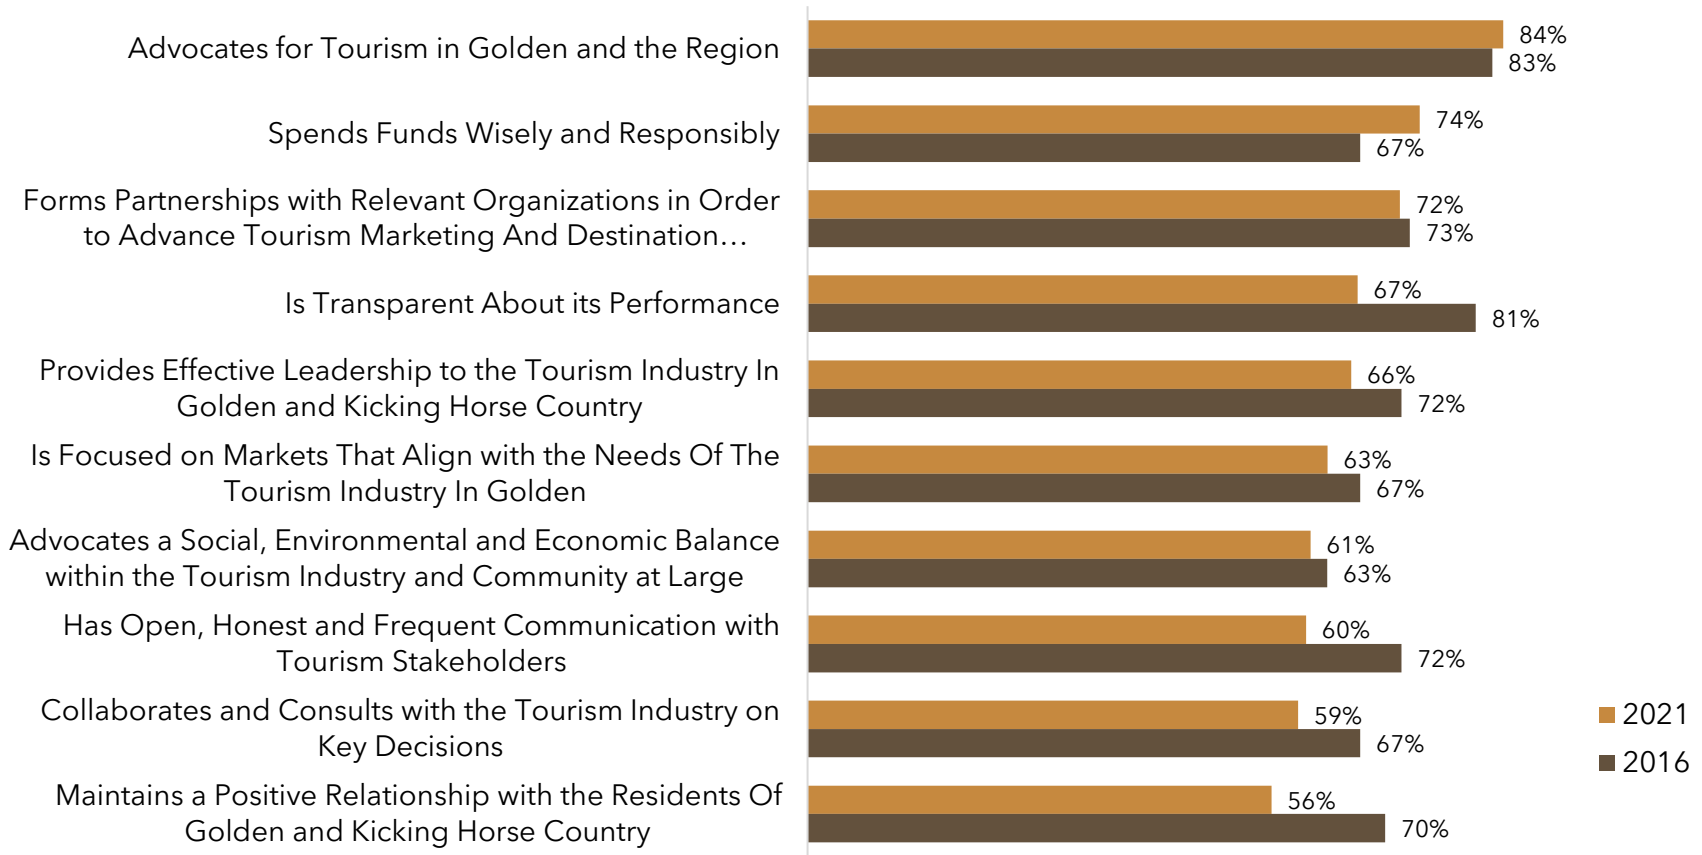 Advocates for Tourism in Golden and the Region
84%
83%
Spends Funds Wisely and Responsibly
74%
67%
Forms Partnerships with Relevant Organizations in Order
to Advance Tourism Marketing And Destination…
72%
73%
Is Transparent About its Performance
67%
81%
Provides Effective Leadership to the Tourism Industry In
Golden and Kicking Horse Country
66%
72%
Is Focused on Markets That Align with the Needs Of The
Tourism Industry In Golden
63%
67%
Advocates a Social, Environmental and Economic Balance
within the Tourism Industry and Community at Large
61%
63%
Has Open, Honest and Frequent Communication with
Tourism Stakeholders
60%
72%
Collaborates and Consults with the Tourism Industry on
Key Decisions
59%
67%
Maintains a Positive Relationship with the Residents Of
Golden and Kicking Horse Country
56%
70%
2021
2016